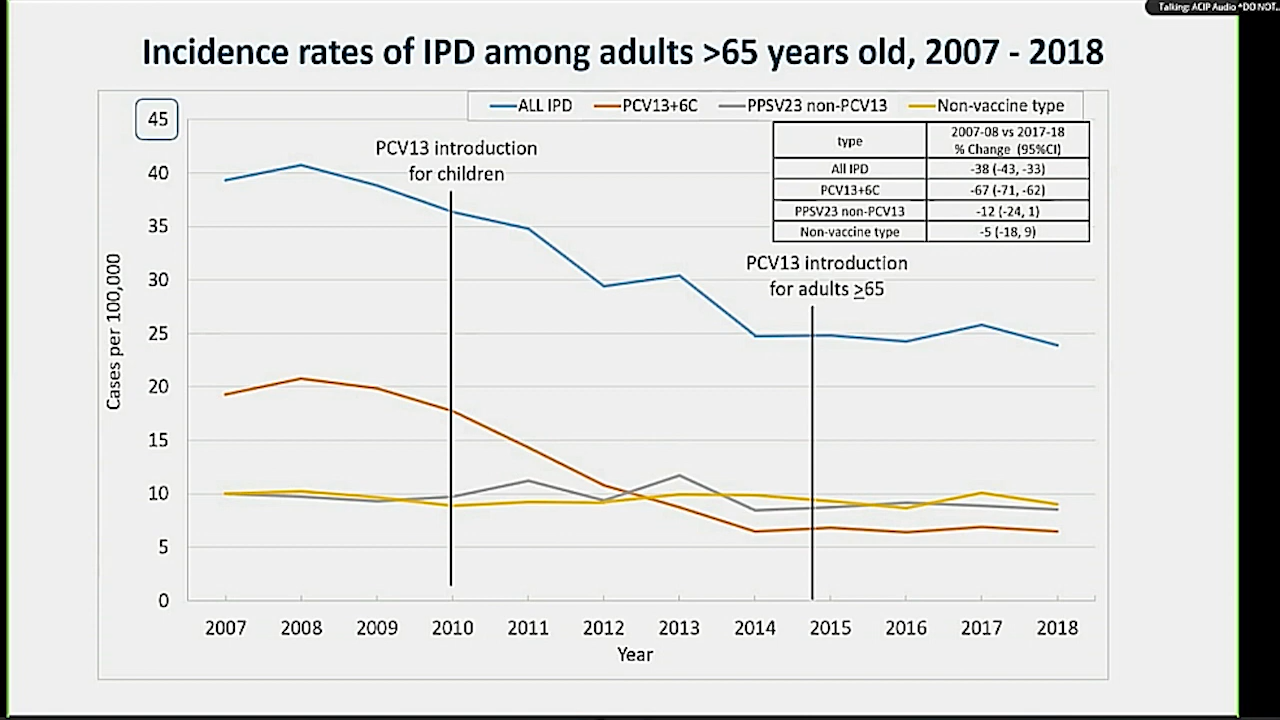 Talking: ACIP Audio *DO NOT...
Incidence rates of IPD among adults >65 years old, 2007 - 2018
ALL IPD PCV13+6C PPSV23 non-PCV13 Non-vaccine type
type 2007-08 vs 2017-18
% Change (95%CI)
All IPD -38 (-43, -33)
PCV13+6C -67 (-71, -62)
PPSV23 non-PCV13 -12 (-24, 1)
Non-vaccine type -5 (-18, 9)
PCV13 introduction
for children
PCV13 introduction
for adults ≥65
Cases per 100,000
45
40
35
30
25
20
15
10
5
0
2007 2008 2009 2010 2011 2012 2013 2014 2015 2016 2017 2018
Year